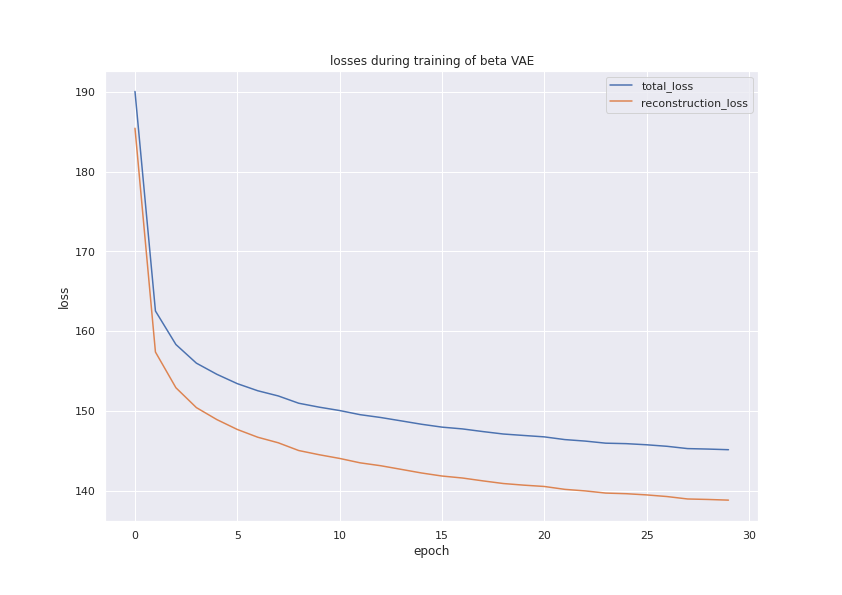 losses during training of beta VAE
total_loss
reconstruction_loss
190
180
170
160
150
140
loss
0 5 10 15 20 25 30
epoch